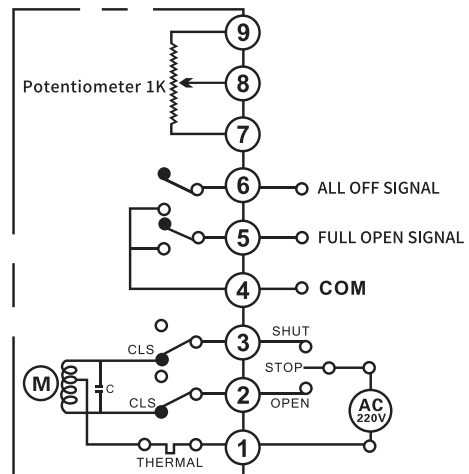 9
Potentiometer 1K
8
7
6 ALL OFF SIGNAL
5 FULL OPEN SIGNAL
4 COM
CLS 3 SHUT
STOP
M C
CLS 2 OPEN
AC
220V
THERMAL 1